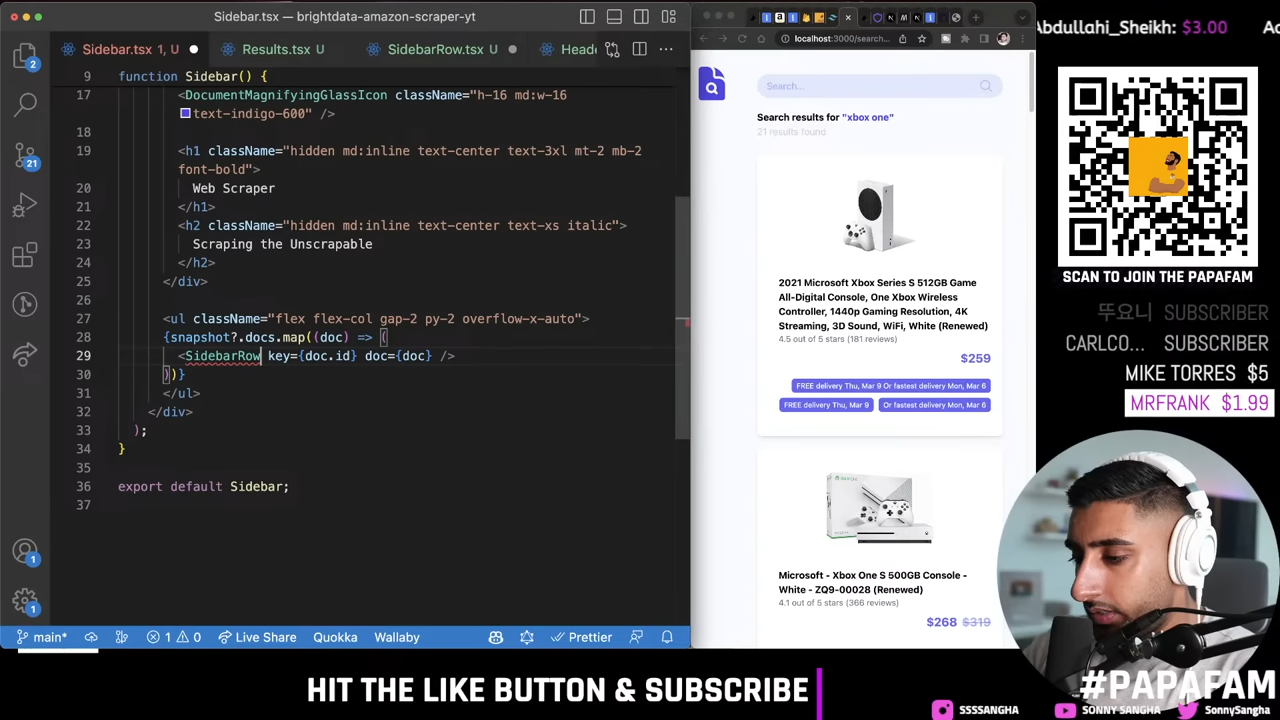 Sidebar.tsx — brightdata-amazon-scraper-yt
Sidebar.tsx 1, U
Results.tsx U
SidebarRow.tsx U
Heade
9 function Sidebar() {
17 <DocumentMagnifyingGlassIcon className="h-16 md:w-16
text-indigo-600" />
18
19 <h1 className="hidden md:inline text-center text-3xl mt-2 mb-2
font-bold">
20 Web Scraper
21 </h1>
22 <h2 className="hidden md:inline text-center text-xs italic">
23 Scraping the Unscrapable
24 </h2>
25 </div>
26
27 <ul className="flex flex-col gap-2 py-2 overflow-x-auto">
28 {snapshot?.docs.map((doc) => (
29 <SidebarRow key={doc.id} doc={doc} />
30 ))}
31 </ul>
32 </div>
33 );
34 }
35
36 export default Sidebar;
37
2
21
1
1
main*
1 0
Live Share
Quokka
Wallaby
Prettier
localhost:3000/search...
Search...
Search results for "xbox one"
21 results found
2021 Microsoft Xbox Series S 512GB Game
All-Digital Console, One Xbox Wireless
Controller, 1440p Gaming Resolution, 4K
Streaming, 3D Sound, WiFi, White (Renewed)
4.5 out of 5 stars (181 reviews)
$259
FREE delivery Thu, Mar 9 Or fastest delivery Mon, Mar 6
FREE delivery Thu, Mar 9
Or fastest delivery Mon, Mar 6
Microsoft - Xbox One S 500GB Console -
White - ZQ9-00028 (Renewed)
4.1 out of 5 stars (366 reviews)
$268 $319
Abdullahi_Sheikh: $3.00
SCAN TO JOIN THE PAPAFAM
뚜요니 SUBSCRIBER
CARLCO... SUBSCRIBER
MIKE TORRES $5
MRFRANK $1.99
HIT THE LIKE BUTTON & SUBSCRIBE
#PAPAFAM
SSSSANGHA
SONNY SANGHA
SonnySangha